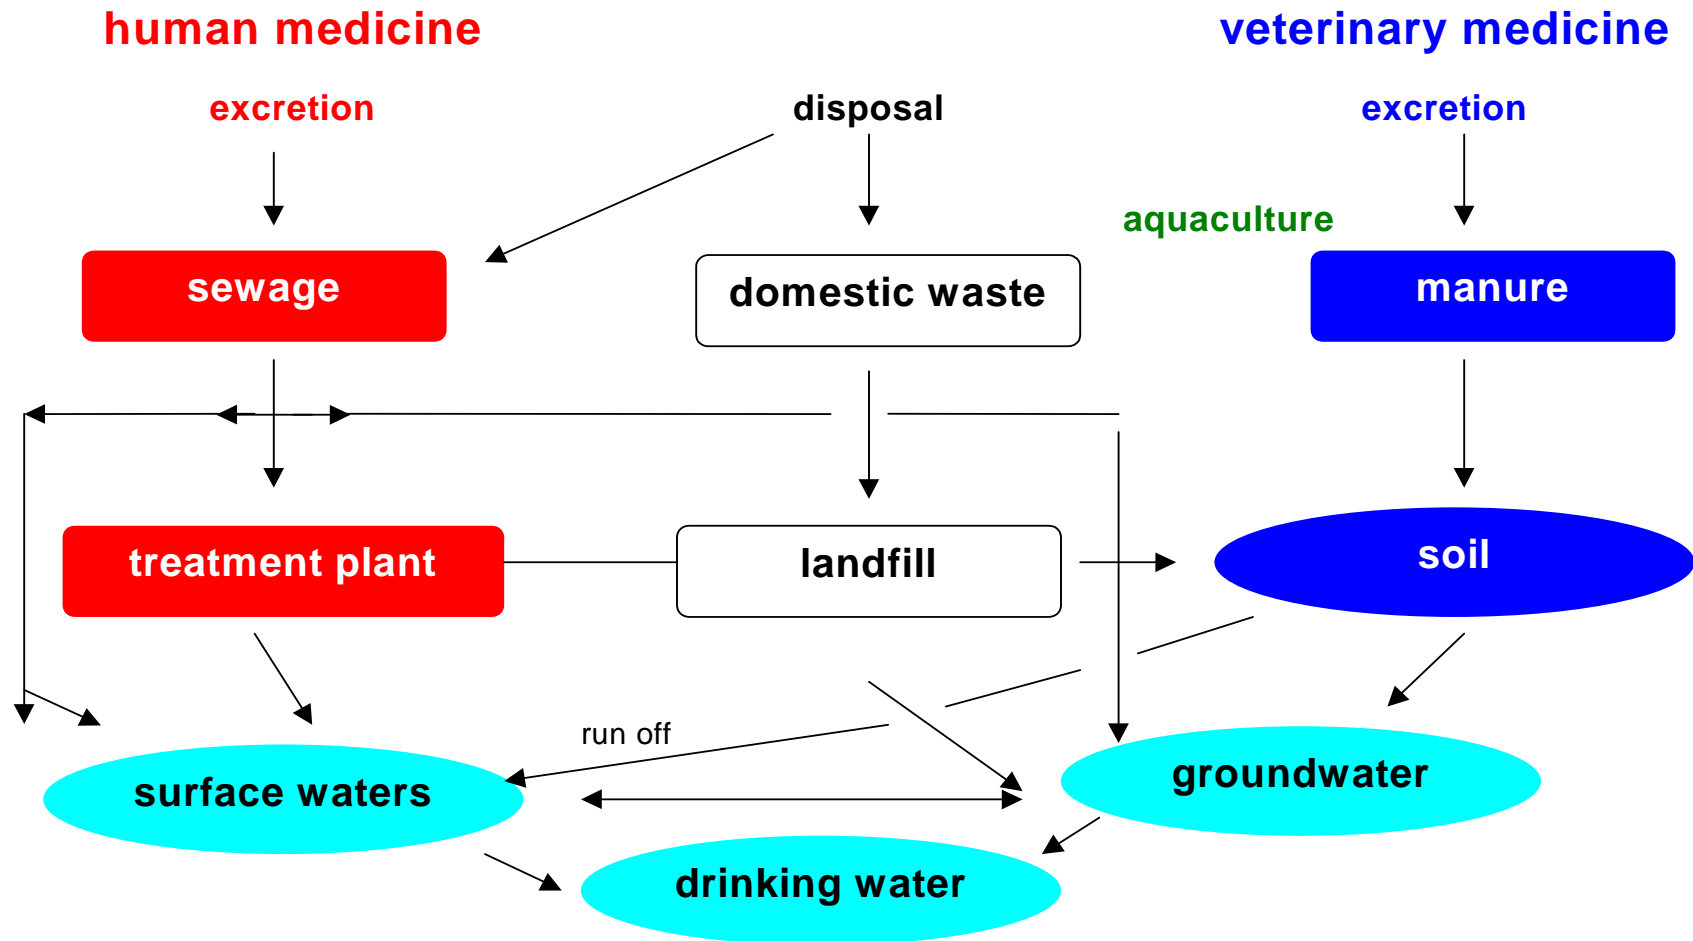 human medicine
veterinary medicine
excretion
disposal
excretion
aquaculture
sewage
domestic waste
manure
treatment plant
landfill
soil
run off
surface waters
groundwater
drinking water